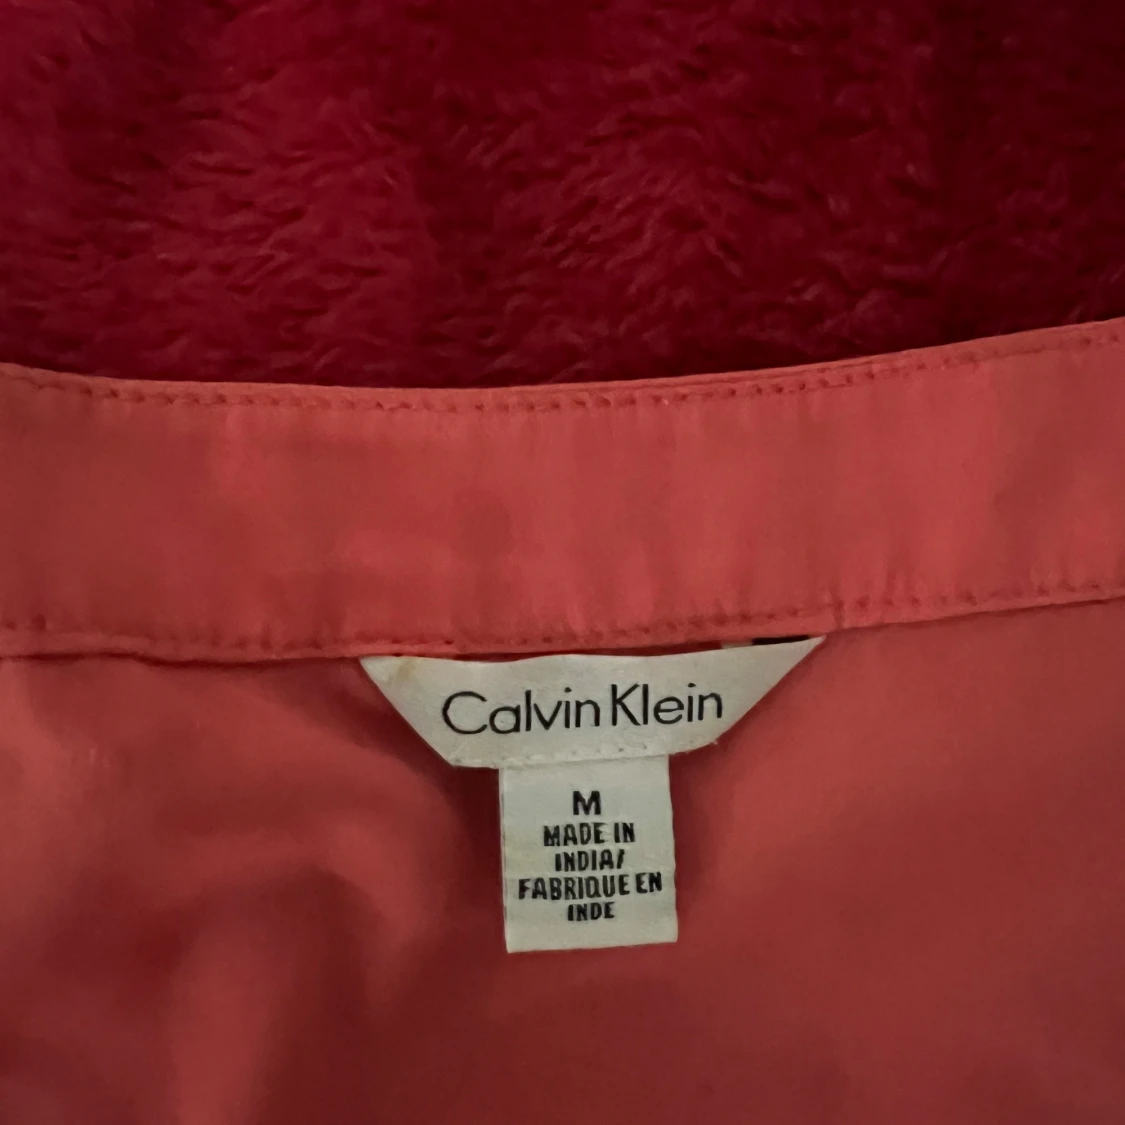 Calvin Klein
M
MADE IN
INDIA/
FABRIQUE EN
INDE